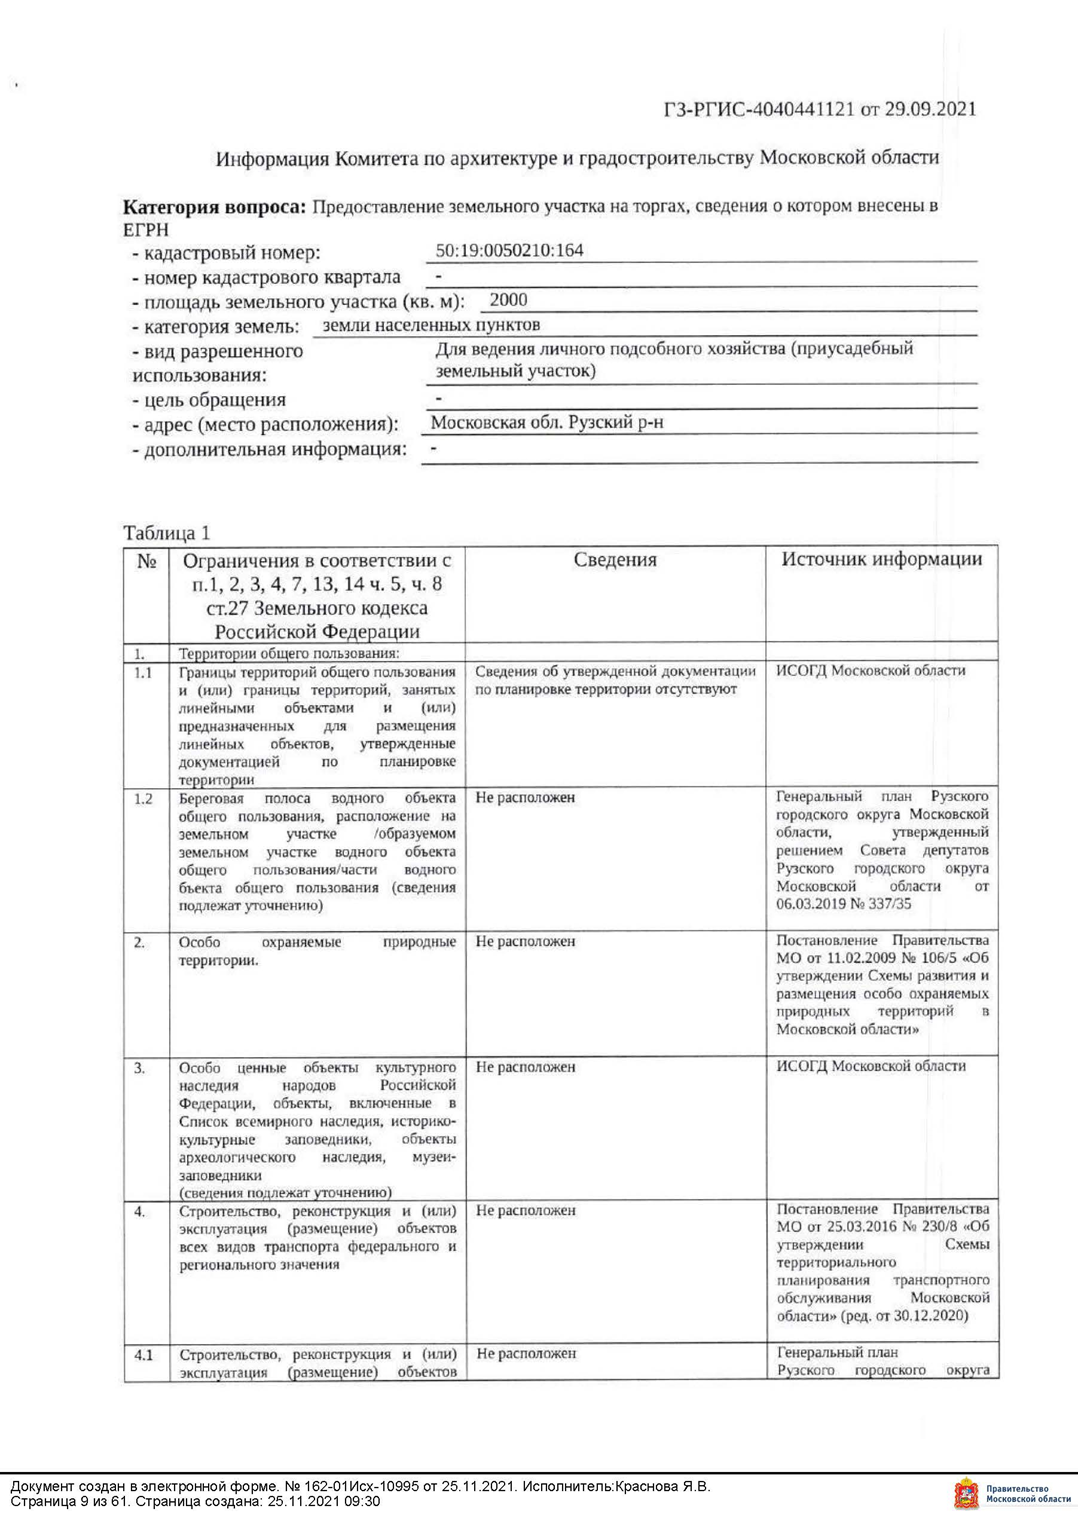 ГЗ-РГИС-4040441121 от 29.09.2021
Информация Комитета по архитектуре и градостроительству Московской области
Категория вопроса: Предоставление земельного участка на торгах, сведения о котором внесены в
ЕГРН
- кадастровый номер: 50:19:0050210:164
- номер кадастрового квартала -
- площадь земельного участка (кв. м): 2000
- категория земель: земли населенных пунктов
- вид разрешенного
использования:
Для ведения личного подсобного хозяйства (приусадебный
земельный участок)
- цель обращения -
- адрес (место расположения): Московская обл. Рузский р-н
- дополнительная информация: -
Таблица 1
№
Ограничения в соответствии с
п.1, 2, 3, 4, 7, 13, 14 ч. 5, ч. 8
ст.27 Земельного кодекса
Российской Федерации
Сведения
Источник информации
1.
Территории общего пользования:
1.1
Границы территорий общего пользования
и (или) границы территорий, занятых
линейными объектами и (или)
предназначенных для размещения
линейных объектов, утвержденные
документацией по планировке
территории
Сведения об утвержденной документации
по планировке территории отсутствуют
ИСОГД Московской области
1.2
Береговая полоса водного объекта
общего пользования, расположение на
земельном участке /образуемом
земельном участке водного объекта
общего пользования/части водного
бъекта общего пользования (сведения
подлежат уточнению)
Не расположен
Генеральный план Рузского
городского округа Московской
области, утвержденный
решением Совета депутатов
Рузского городского округа
Московской области от
06.03.2019 № 337/35
2.
Особо охраняемые природные
территории.
Не расположен
Постановление Правительства
МО от 11.02.2009 № 106/5 «Об
утверждении Схемы развития и
размещения особо охраняемых
природных территорий в
Московской области»
3.
Особо ценные объекты культурного
наследия народов Российской
Федерации, объекты, включенные в
Список всемирного наследия, историко-
культурные заповедники, объекты
археологического наследия, музеи-
заповедники
(сведения подлежат уточнению)
Не расположен
ИСОГД Московской области
4.
Строительство, реконструкция и (или)
эксплуатация (размещение) объектов
всех видов транспорта федерального и
регионального значения
Не расположен
Постановление Правительства
МО от 25.03.2016 № 230/8 «Об
утверждении Схемы
территориального
планирования транспортного
обслуживания Московской
области» (ред. от 30.12.2020)
4.1
Строительство, реконструкция и (или)
эксплуатация (размещение) объектов
Не расположен
Генеральный план
Рузского городского округа
Документ создан в электронной форме. № 162-01Исх-10995 от 25.11.2021. Исполнитель:Краснова Я.В.
Страница 9 из 61. Страница создана: 25.11.2021 09:30
Правительство
Московской области